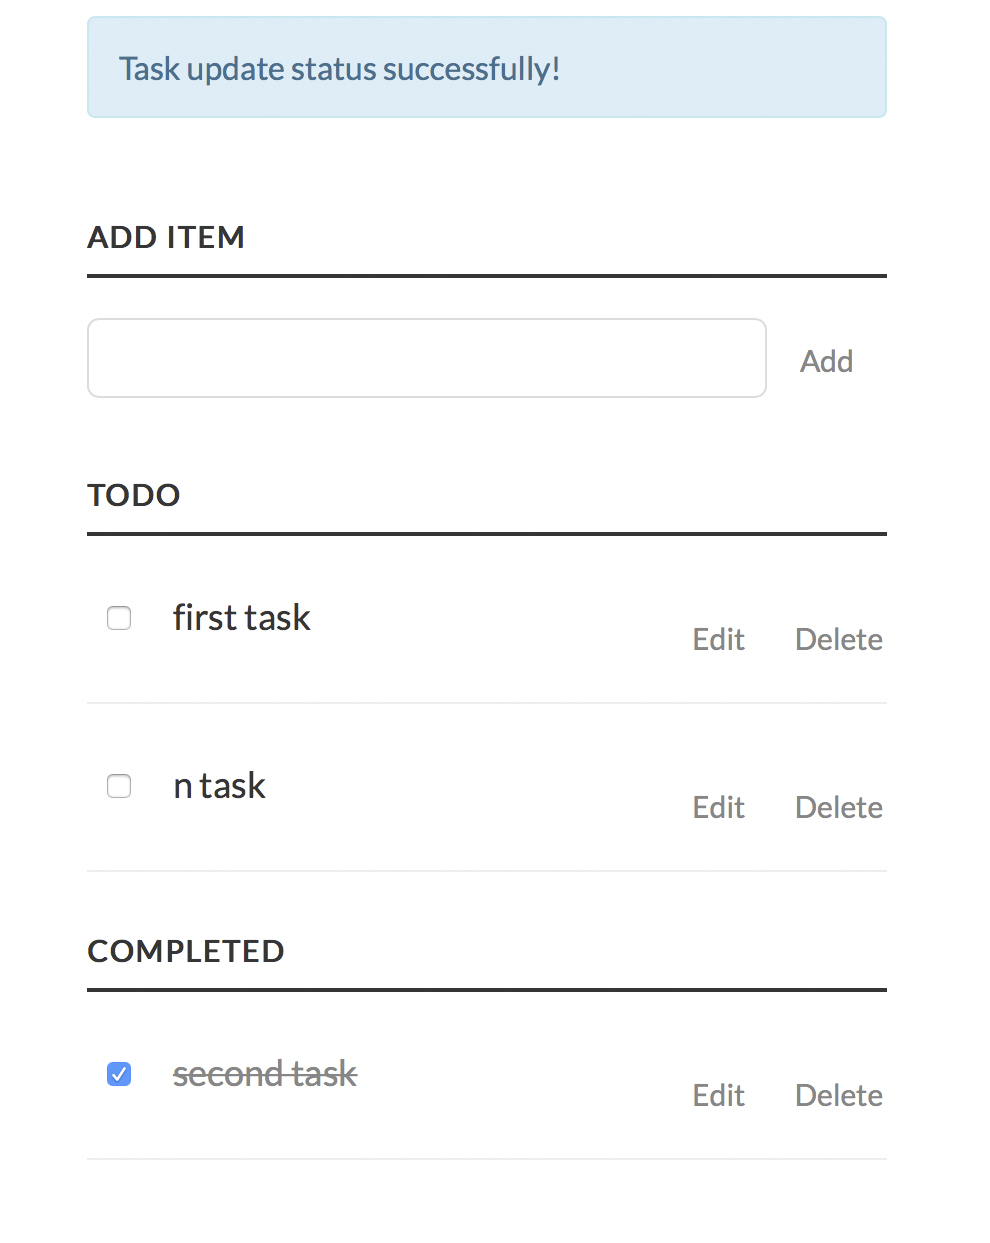 Task update status successfully!
ADD ITEM
Add
TODO
first task
Edit Delete
n task
Edit Delete
COMPLETED
second task
Edit Delete